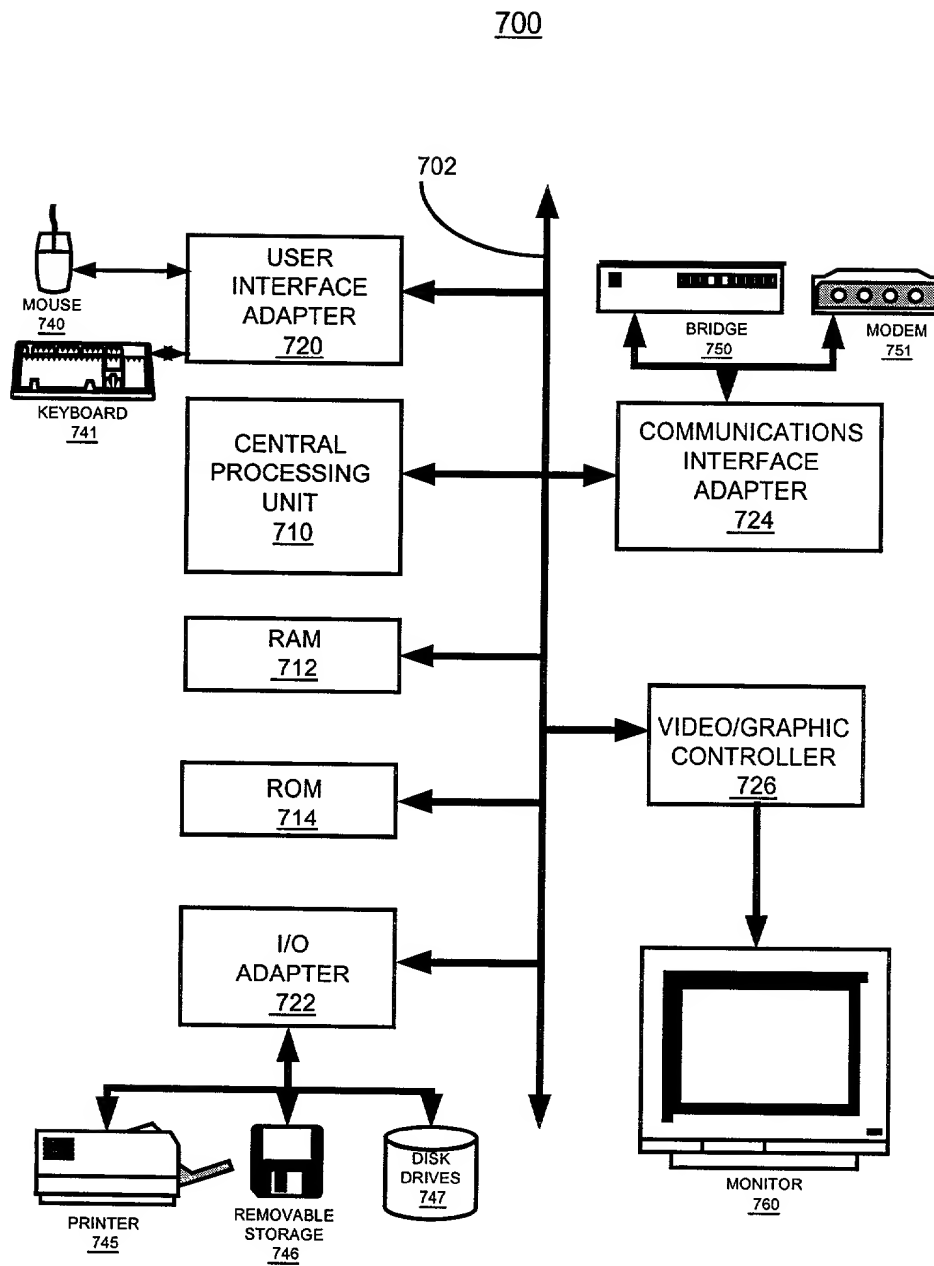 700
702
MOUSE
740
USER
INTERFACE
ADAPTER
720
KEYBOARD
741
BRIDGE
750
MODEM
751
CENTRAL
PROCESSING
UNIT
710
COMMUNICATIONS
INTERFACE
ADAPTER
724
RAM
712
VIDEO/GRAPHIC
CONTROLLER
726
ROM
714
I/O
ADAPTER
722
PRINTER
745
REMOVABLE
STORAGE
746
DISK
DRIVES
747
MONITOR
760